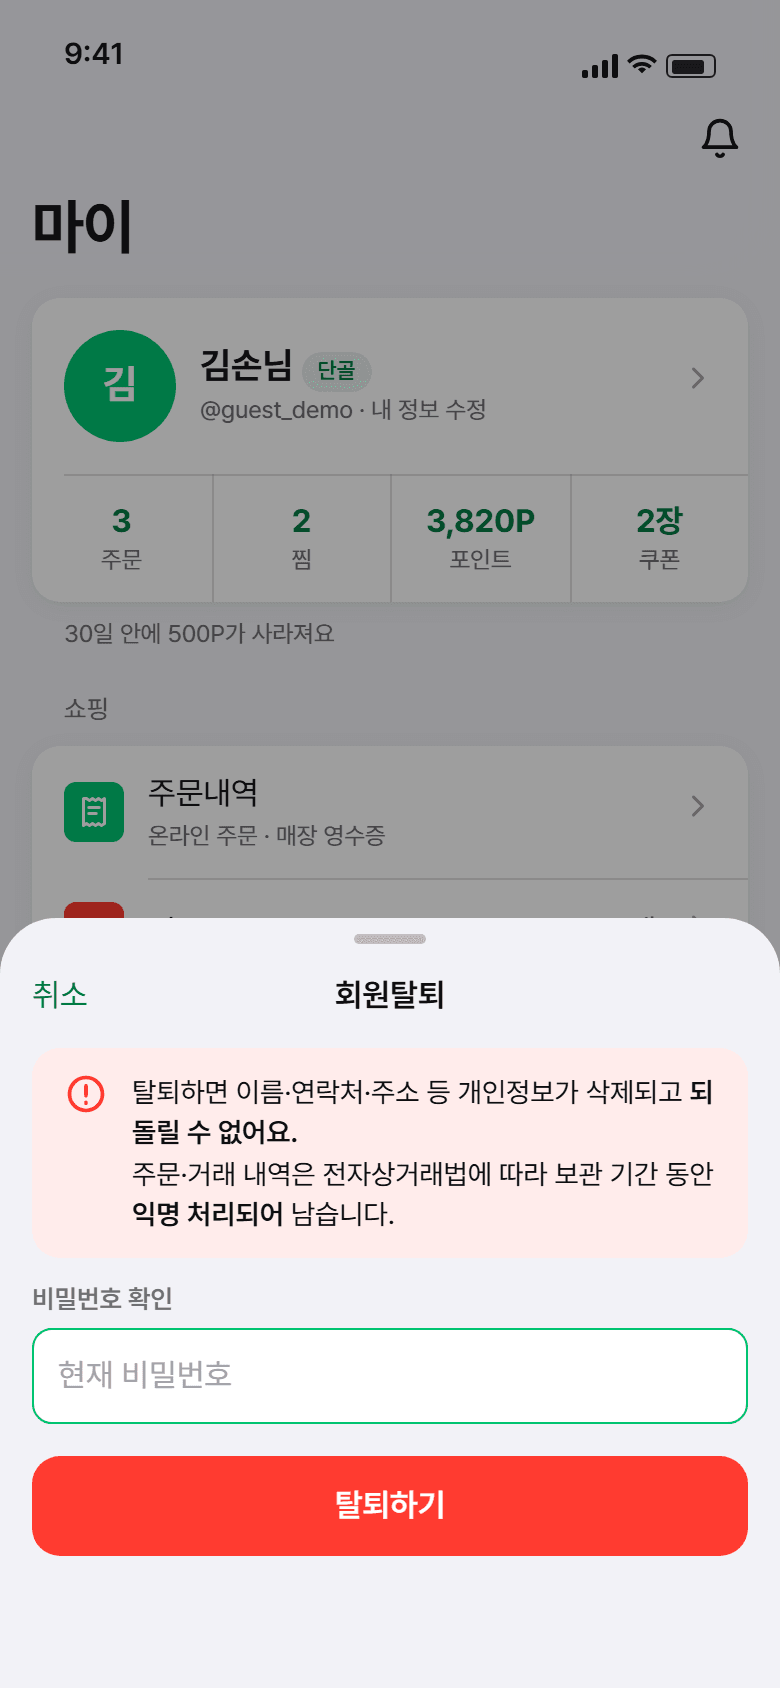 9:41
마이
김
김손님 단골
@guest_demo · 내 정보 수정
3 2 3,820P 2장
주문 찜 포인트 쿠폰
30일 안에 500P가 사라져요
쇼핑
주문내역
온라인 주문 · 매장 영수증
취소 회원탈퇴
탈퇴하면 이름·연락처·주소 등 개인정보가 삭제되고 되
돌릴 수 없어요.
주문·거래 내역은 전자상거래법에 따라 보관 기간 동안
익명 처리되어 남습니다.
비밀번호 확인
현재 비밀번호
탈퇴하기